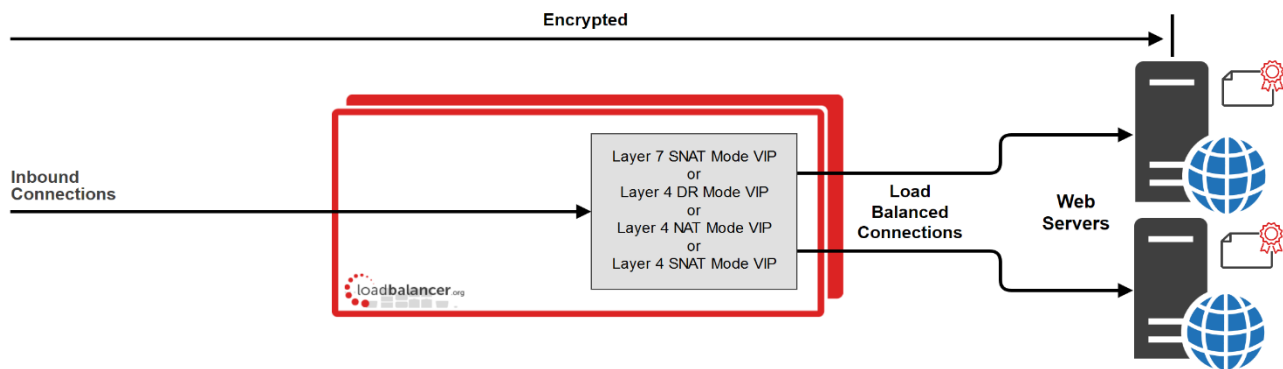 Encrypted
Inbound
Connections
Layer 7 SNAT Mode VIP
or
Layer 4 DR Mode VIP
or
Layer 4 NAT Mode VIP
or
Layer 4 SNAT Mode VIP
Load
Balanced
Connections
Web
Servers
loadbalancer.org